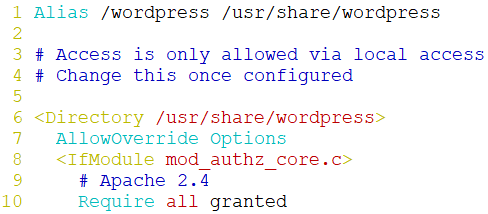 1 Alias /wordpress /usr/share/wordpress
2
3 # Access is only allowed via local access
4 # Change this once configured
5
6 <Directory /usr/share/wordpress>
7   AllowOverride Options
8   <IfModule mod_authz_core.c>
9     # Apache 2.4
10     Require all granted